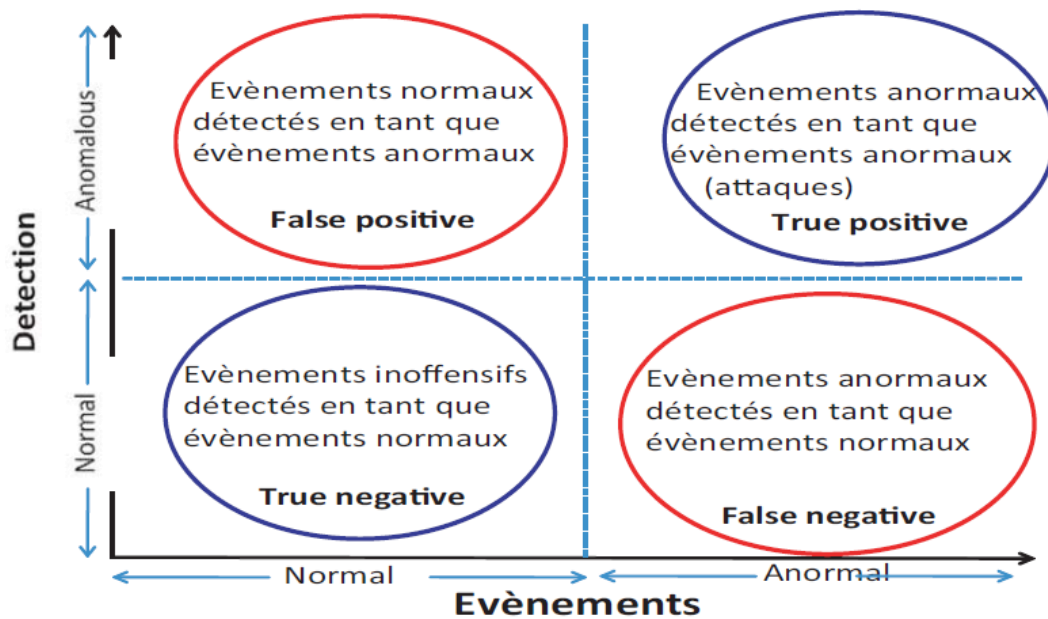 Detection
Anomalous
Normal
Evènements normaux
détectés en tant que
évènements anormaux
False positive
Evènements anormaux
détectés en tant que
évènements anormaux
(attaques)
True positive
Evènements inoffensifs
détectés en tant que
évènements normaux
True negative
Evènements anormaux
détectés en tant que
évènements normaux
False negative
Normal
Anormal
Evènements